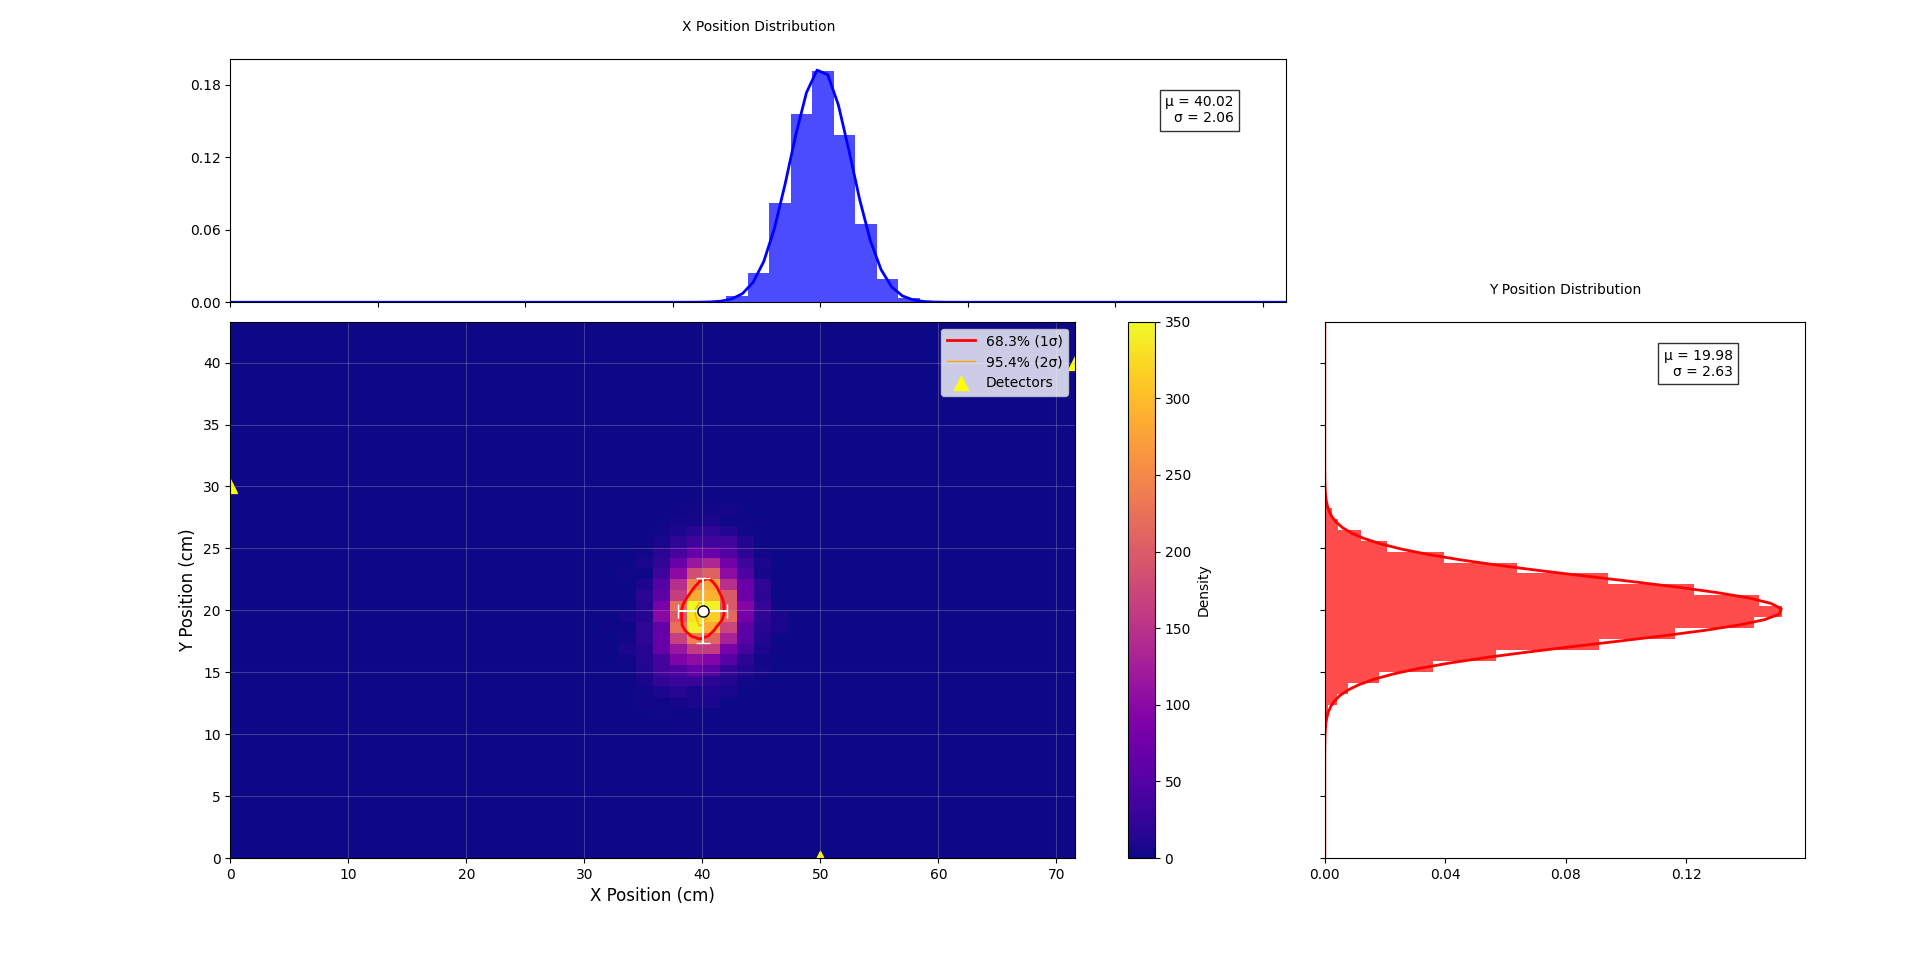 X Position Distribution
0.18
0.12
0.06
0.00
μ = 40.02
σ = 2.06
Y Position Distribution
40
35
30
25
20
15
10
5
0
Y Position (cm)
68.3% (1σ)
95.4% (2σ)
Detectors
0
10
20
30
40
50
60
70
X Position (cm)
350
300
250
200
150
100
50
0
Density
μ = 19.98
σ = 2.63
0.00
0.04
0.08
0.12